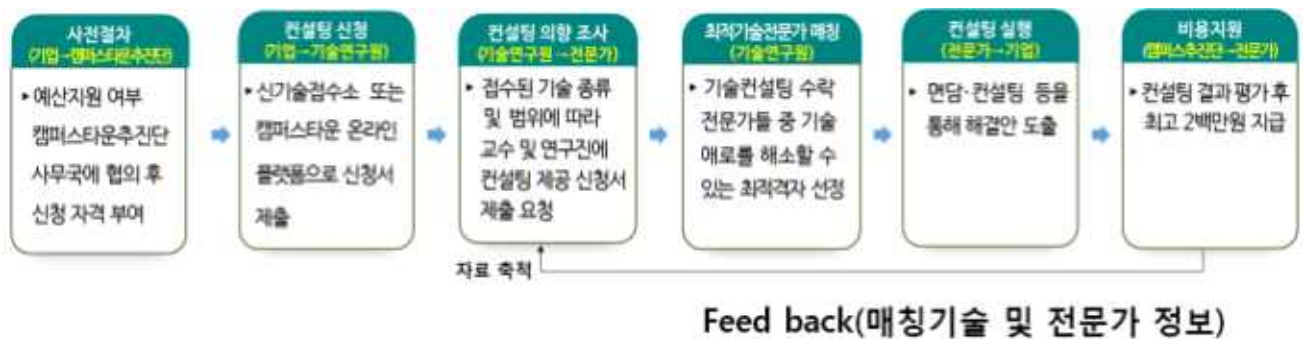 사전절차
(기업→캠퍼스타운추진단)
▸예산지원 여부
캠퍼스타운추진단
사무국에 협의 후
신청 자격 부여
컨설팅 신청
(기업→기술연구원)
▸신기술접수소 또는
캠퍼스타운 온라인
플랫폼으로 신청서
제출
컨설팅 의향 조사
(기술연구원→전문가)
▸ 접수된 기술 종류
및 범위에 따라
교수 및 연구진에
컨설팅 제공 신청서
제출 요청
최적기술전문가 매칭
(기술연구원)
▸ 기술컨설팅 수락
전문가들 중 기술
애로를 해소할 수
있는 최적격자 선정
컨설팅 실행
(전문가→기업)
▸ 면담·컨설팅 등을
통해 해결안 도출
비용지원
(캠퍼스추진단→전문가)
▸컨설팅 결과 평가 후
최고 2백만원 지급
자료 축적
Feed back(매칭기술 및 전문가 정보)